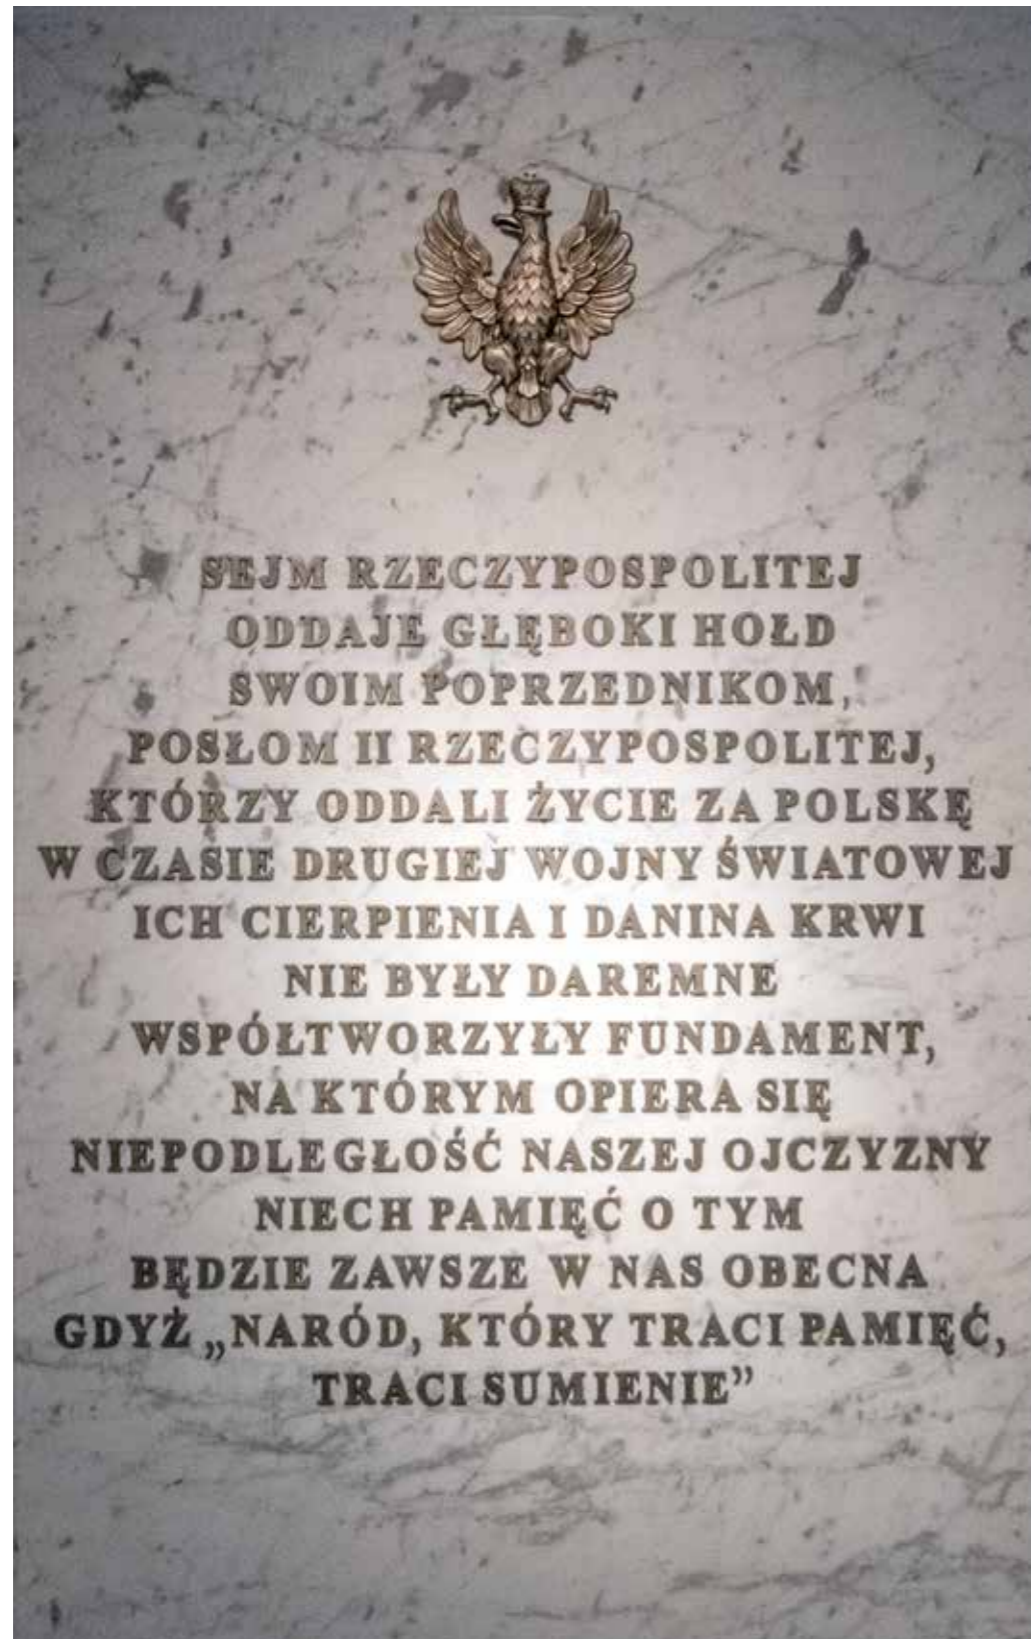 SEJM RZECZYPOSPOLITEJ
ODDAJE GŁĘBOKI HOŁD
SWOIM POPRZEDNIKOM,
POSŁOM II RZECZYPOSPOLITEJ,
KTÓRZY ODDALI ŻYCIE ZA POLSKĘ
W CZASIE DRUGIEJ WOJNY ŚWIATOWEJ
ICH CIERPIENIA I DANINA KRWI
NIE BYŁY DAREMNE
WSPÓŁTWORZYŁY FUNDAMENT,
NA KTÓRYM OPIERA SIĘ
NIEPODLEGŁOŚĆ NASZEJ OJCZYZNY
NIECH PAMIĘĆ O TYM
BĘDZIE ZAWSZE W NAS OBECNA
GDYŻ „NARÓD, KTÓRY TRACI PAMIĘĆ,
TRACI SUMIENIE”